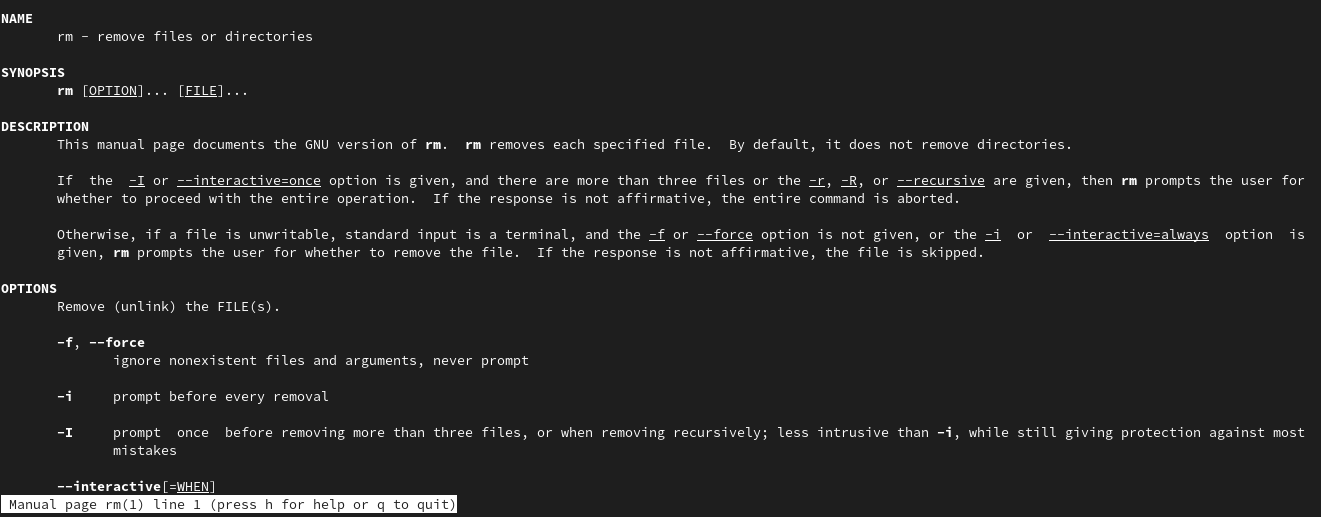 NAME
rm - remove files or directories
SYNOPSIS
rm [OPTION]... [FILE]...
DESCRIPTION
This manual page documents the GNU version of rm.  rm removes each specified file.  By default, it does not remove directories.
If  the  -I or --interactive=once option is given, and there are more than three files or the -r, -R, or --recursive are given, then rm prompts the user for
whether to proceed with the entire operation.  If the response is not affirmative, the entire command is aborted.
Otherwise, if a file is unwritable, standard input is a terminal, and the -f or --force option is not given, or the -i  or  --interactive=always  option  is
given, rm prompts the user for whether to remove the file.  If the response is not affirmative, the file is skipped.
OPTIONS
Remove (unlink) the FILE(s).
-f, --force
ignore nonexistent files and arguments, never prompt
-i     prompt before every removal
-I     prompt  once  before removing more than three files, or when removing recursively; less intrusive than -i, while still giving protection against most
mistakes
--interactive[=WHEN]
Manual page rm(1) line 1 (press h for help or q to quit)